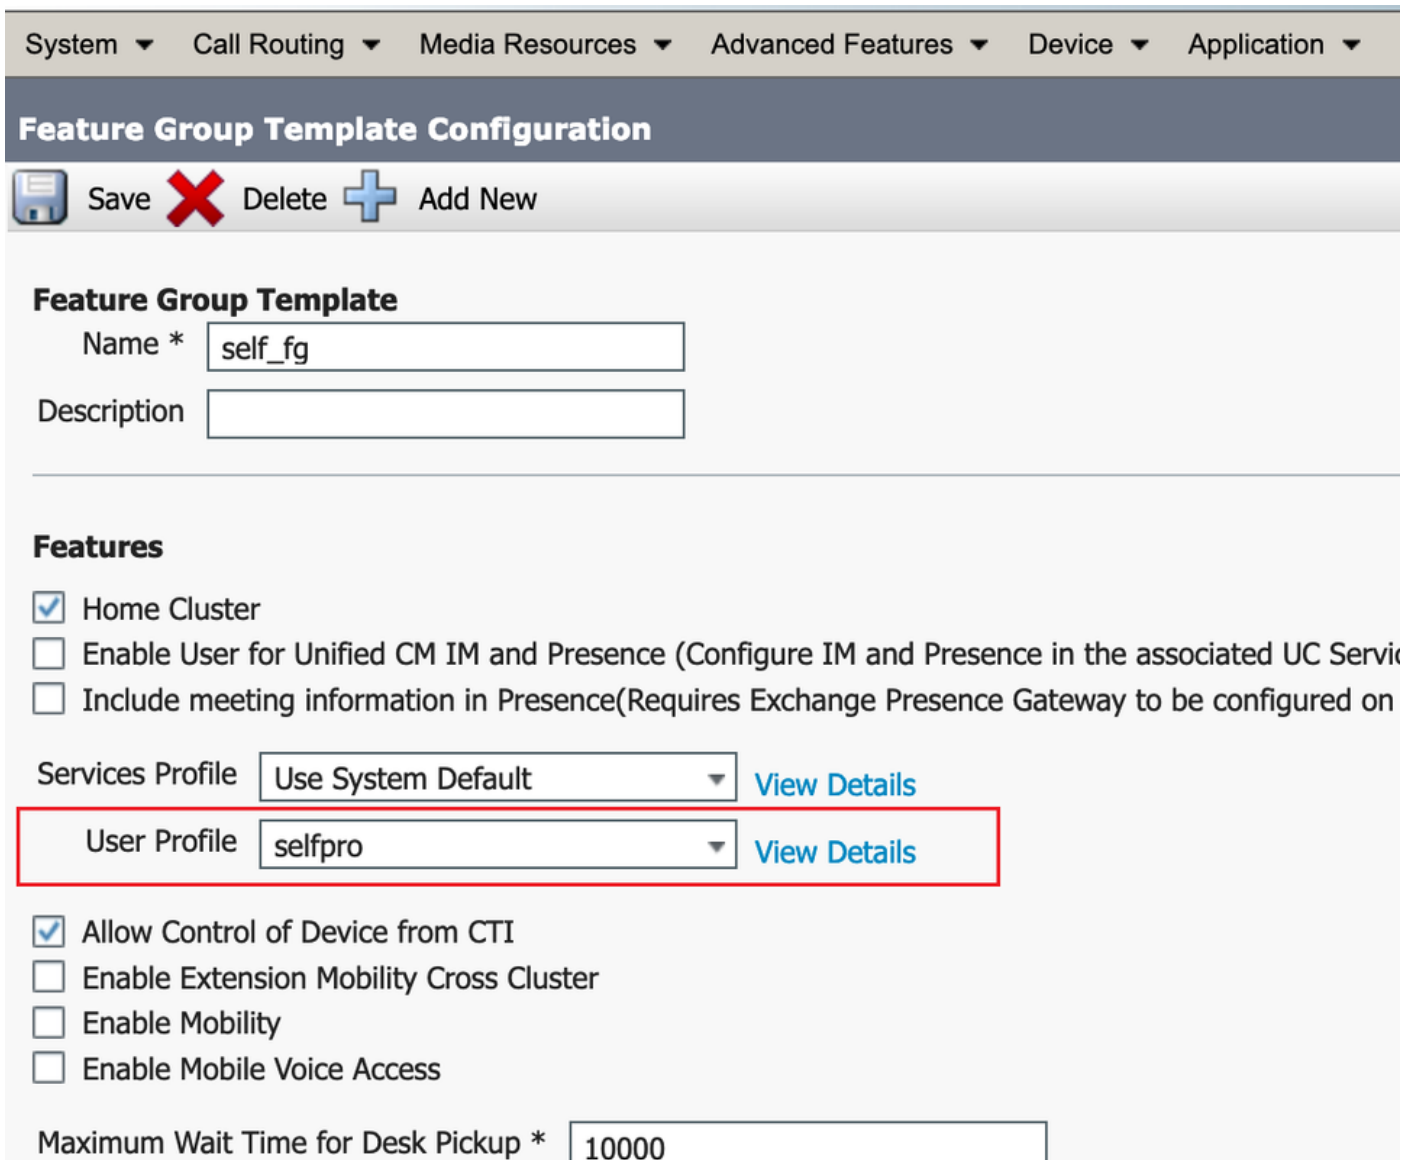 System Call Routing Media Resources Advanced Features Device Application
Feature Group Template Configuration
Save Delete Add New
Feature Group Template
Name * self_fg
Description
Features
Home Cluster
Enable User for Unified CM IM and Presence (Configure IM and Presence in the associated UC
Include meeting information in Presence(Requires Exchange Presence Gateway to be configured on
Services Profile Use System Default View Details
User Profile selfpro View Details
Allow Control of Device from CTI
Enable Extension Mobility Cross Cluster
Enable Mobility
Enable Mobile Voice Access
Maximum Wait Time for Desk Pickup * 10000